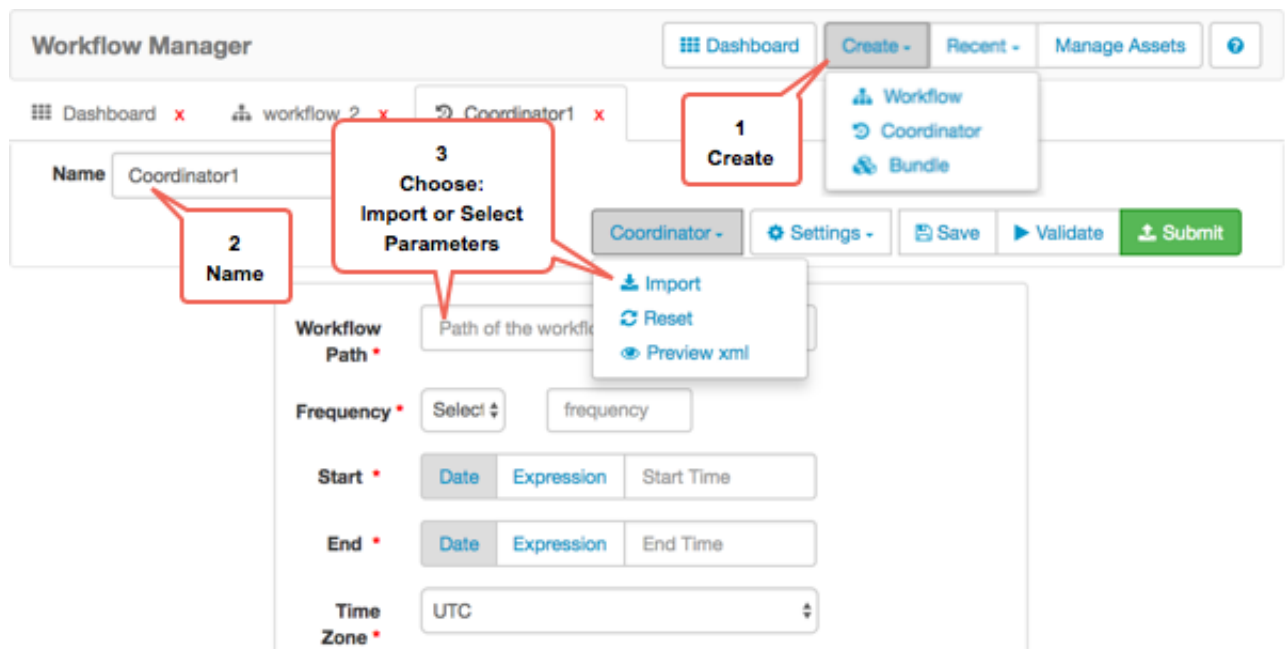 Workflow Manager
Dashboard
Create
Recent
Manage Assets
?
Workflow
Coordinator
Bundle
1
Create
Dashboard x
workflow_2 x
Coordinator1 x
Name
Coordinator1
2
Name
3
Choose:
Import or Select
Parameters
Coordinator
Settings
Save
Validate
Submit
Import
Reset
Preview xml
Workflow
Path *
Path of the
Frequency *
Select
frequency
Start *
Date
Expression
Start Time
End *
Date
Expression
End Time
Time
Zone *
UTC